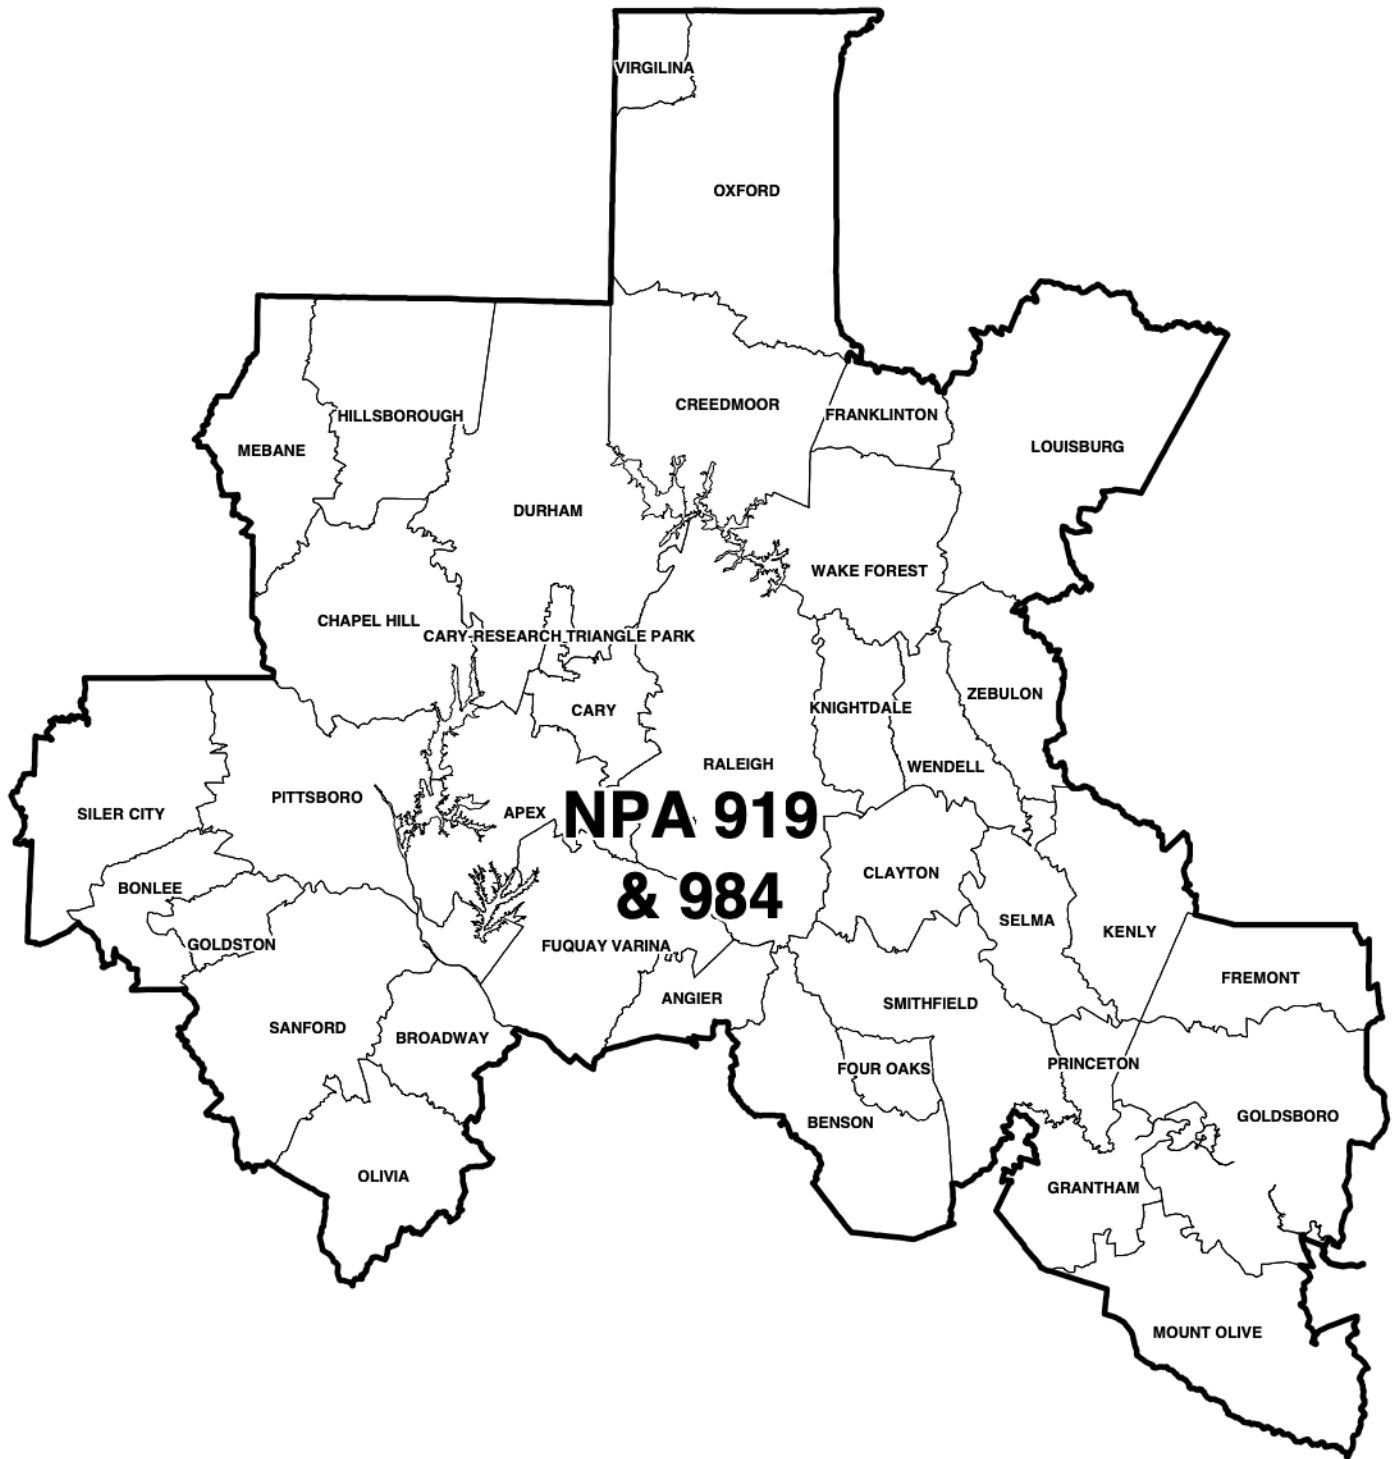 VIRGILINA
OXFORD
CREEDMOOR
FRANKLINTON
HILLSBOROUGH
LOUISBURG
MEBANE
DURHAM
WAKE FOREST
CHAPEL HILL
CARY-RESEARCH TRIANGLE PARK
ZEBULON
CARY
KNIGHTDALE
RALEIGH
WENDELL
PITTSBORO
SILER CITY
APEX
NPA 919
& 984
CLAYTON
BONLEE
SELMA
KENLY
GOLDSTON
FUQUAY VARINA
FREMONT
ANGIER
SMITHFIELD
SANFORD
BROADWAY
PRINCETON
FOUR OAKS
GOLDSBORO
BENSON
OLIVIA
GRANTHAM
MOUNT OLIVE